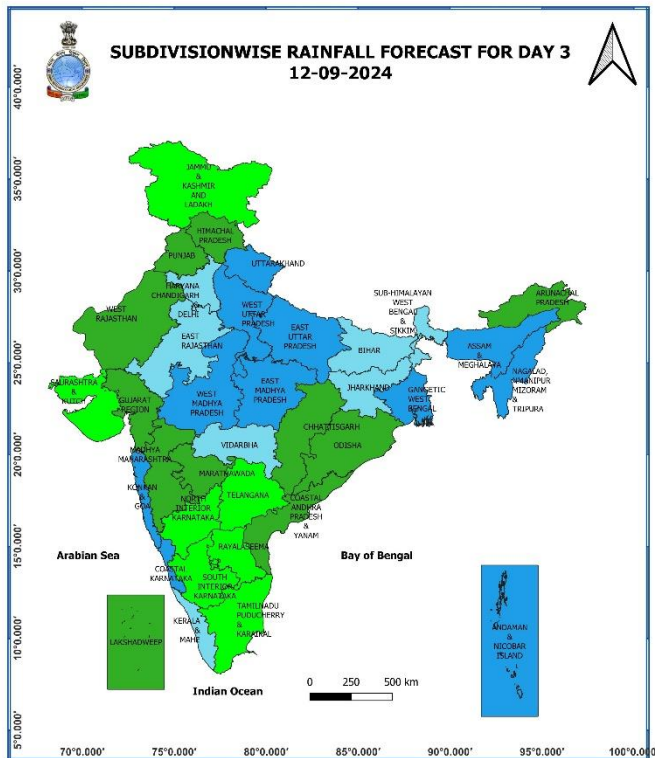 SUBDIVISIONWISE RAINFALL FORECAST FOR DAY 3
12-09-2024
40°0.000'
35°0.000'
30°0.000'
25°0.000'
20°0.000'
15°0.000'
10°0.000'
5°0.000'
JAMMU
&
KASHMIR
AND
LADAKH
HIMACHAL
PRADESH
PUNJAB
UTTARAKHAND
HARYANA
CHANDIGARH
DELHI
WEST
RAJASTHAN
WEST
UTTAR
PRADESH
EAST
RAJASTHAN
EAST
UTTAR
PRADESH
SUB-HIMALAYAN
WEST
BENGAL
&
SIKKIM
ARUNACHAL
PRADESH
BIHAR
ASSAM
&
MEGHALAYA
NAGALAD,
MANIPUR
MIZORAM
&
TRIPURA
SAURASHTRA
&
KUTCH
GUJARAT
REGION
WEST
MADHYA
PRADESH
EAST
MADHYA
PRADESH
JHARKHAND
GANGETIC
WEST
BENGAL
CHHATTISGARH
ODISHA
VIDARBHA
MADHYA
MAHARASHTRA
MARATHAWADA
KONKAN
&
GOA
TELANGANA
NORTH
INTERIOR
KARNATAKA
COASTAL
ANDHRA
PRADESH
&
YANAM
RAYALASEEMA
Arabian Sea
Bay of Bengal
COASTAL
KARNATAKA
SOUTH
INTERIOR
KARNATAKA
TAMILNADU
PUDUCHERRY
&
KARAIKAL
KERALA
&
MAHE
LAKSHADWEEP
ANDAMAN
&
NICOBAR
ISLAND
Indian Ocean
0 250 500 km
70°0.000' 75°0.000' 80°0.000' 85°0.000' 90°0.000' 95°0.000' 100°0.000'